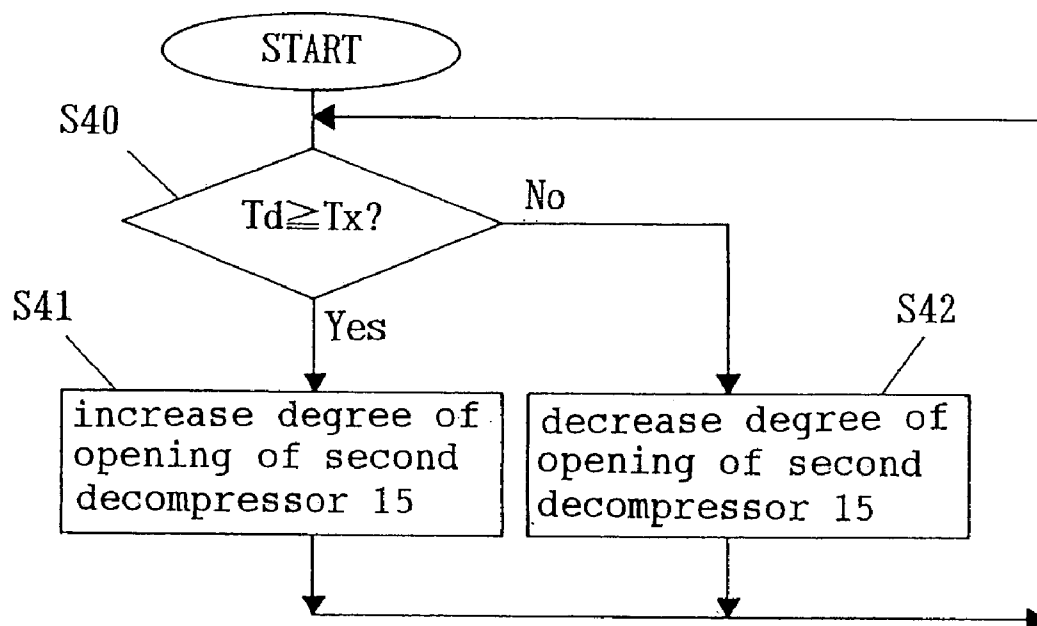 START
S40
Td≧Tx?
No
Yes
S41
S42
increase degree of
opening of second
decompressor 15
decrease degree of
opening of second
decompressor 15